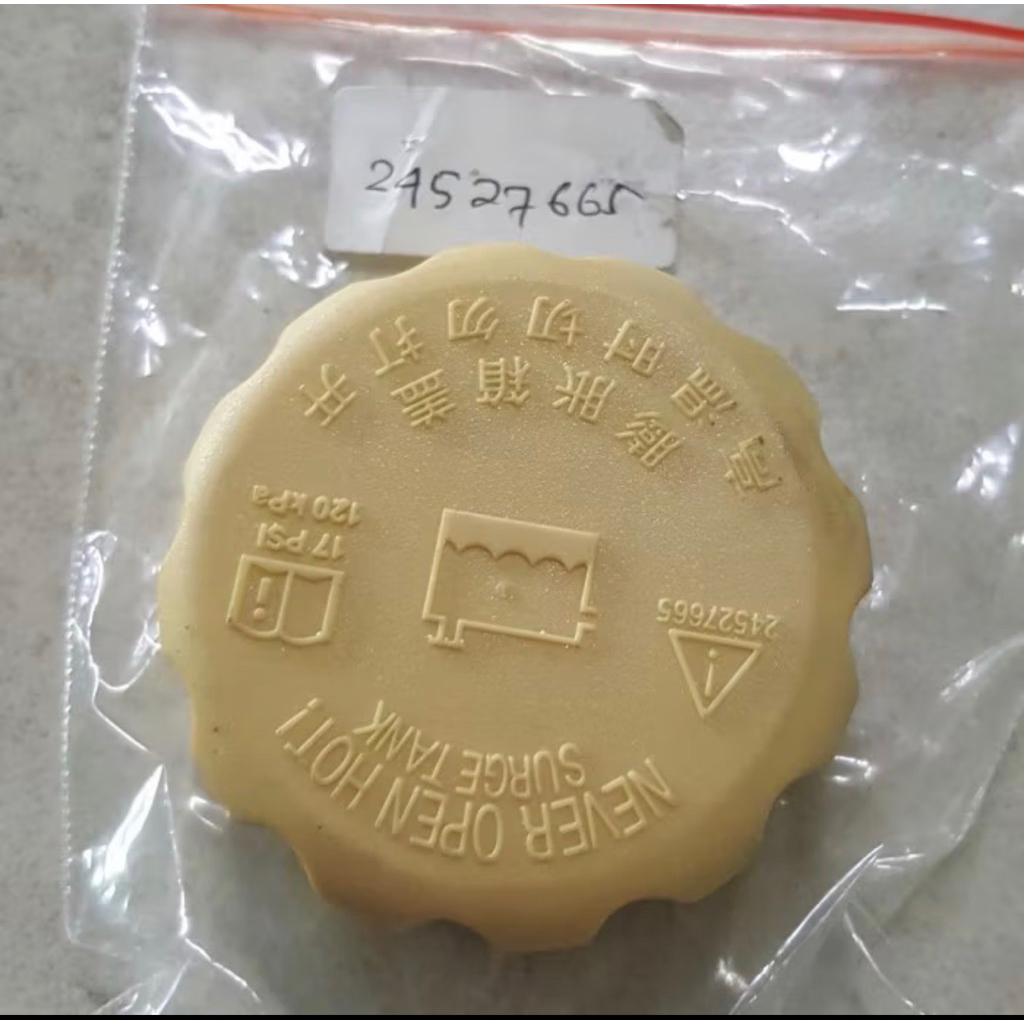 24527665
NEVER OPEN HOT!
SURGE TANK
24527665
17 PSI
120 kPa
膨胀箱盖
高温时切勿打开